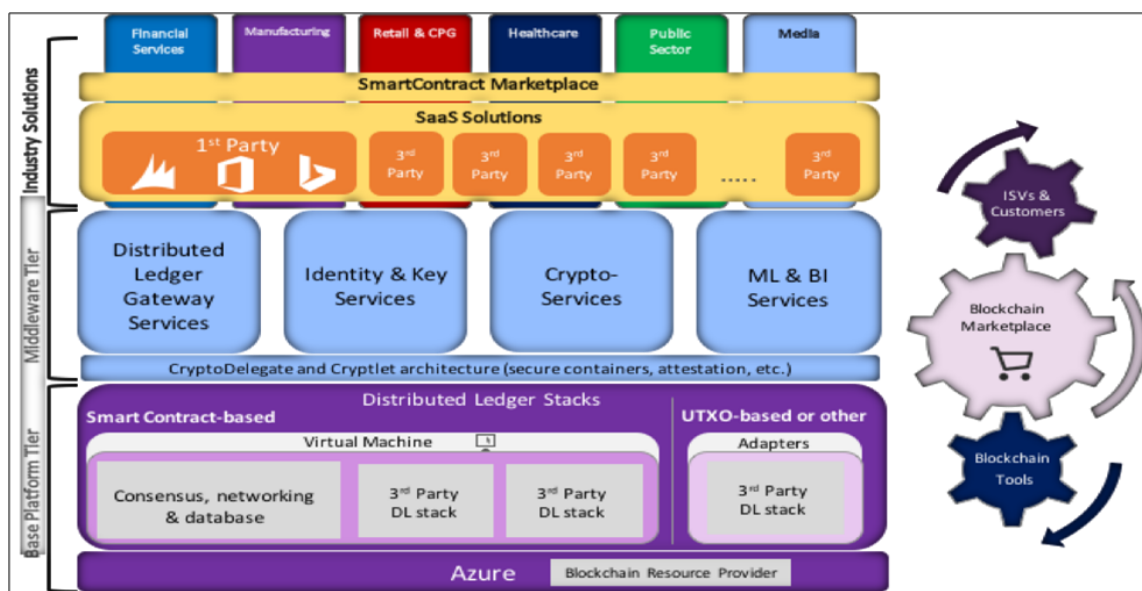 Financial
Services
Manufacturing
Retail & CPG
Healthcare
Public
Sector
Media
SmartContract Marketplace
SaaS Solutions
1st Party
3rd
Party
3rd
Party
3rd
Party
3rd
Party
.....
3rd
Party
Industry Solutions
Distributed
Ledger
Gateway
Services
Identity & Key
Services
Crypto-
Services
ML & BI
Services
Middleware Tier
CryptoDelegate and Cryptlet architecture (secure containers, attestation, etc.)
Distributed Ledger Stacks
Smart Contract-based
UTXO-based or other
Virtual Machine
Adapters
Consensus, networking
& database
3rd Party
DL stack
3rd Party
DL stack
3rd Party
DL stack
Base Platform Tier
Azure
Blockchain Resource Provider
ISVs &
Customers
Blockchain
Marketplace
Blockchain
Tools